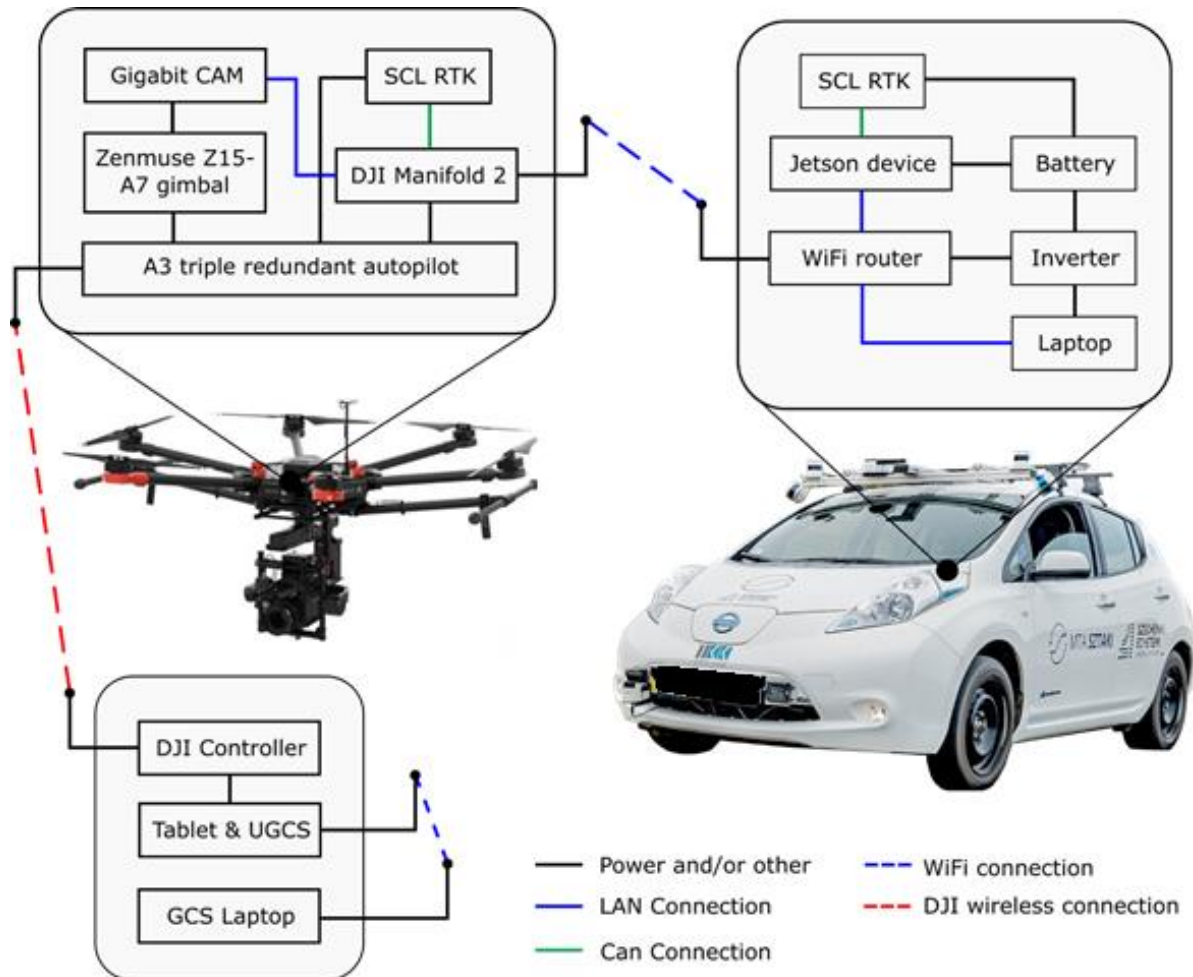 Gigabit CAM
SCL RTK
Zenmuse Z15-
A7 gimbal
DJI Manifold 2
A3 triple redundant autopilot
SCL RTK
Jetson device
Battery
WiFi router
Inverter
Laptop
MTA SZTAKI
DJI Controller
Tablet & UGCS
GCS Laptop
Power and/or other
WiFi connection
LAN Connection
DJI wireless connection
Can Connection